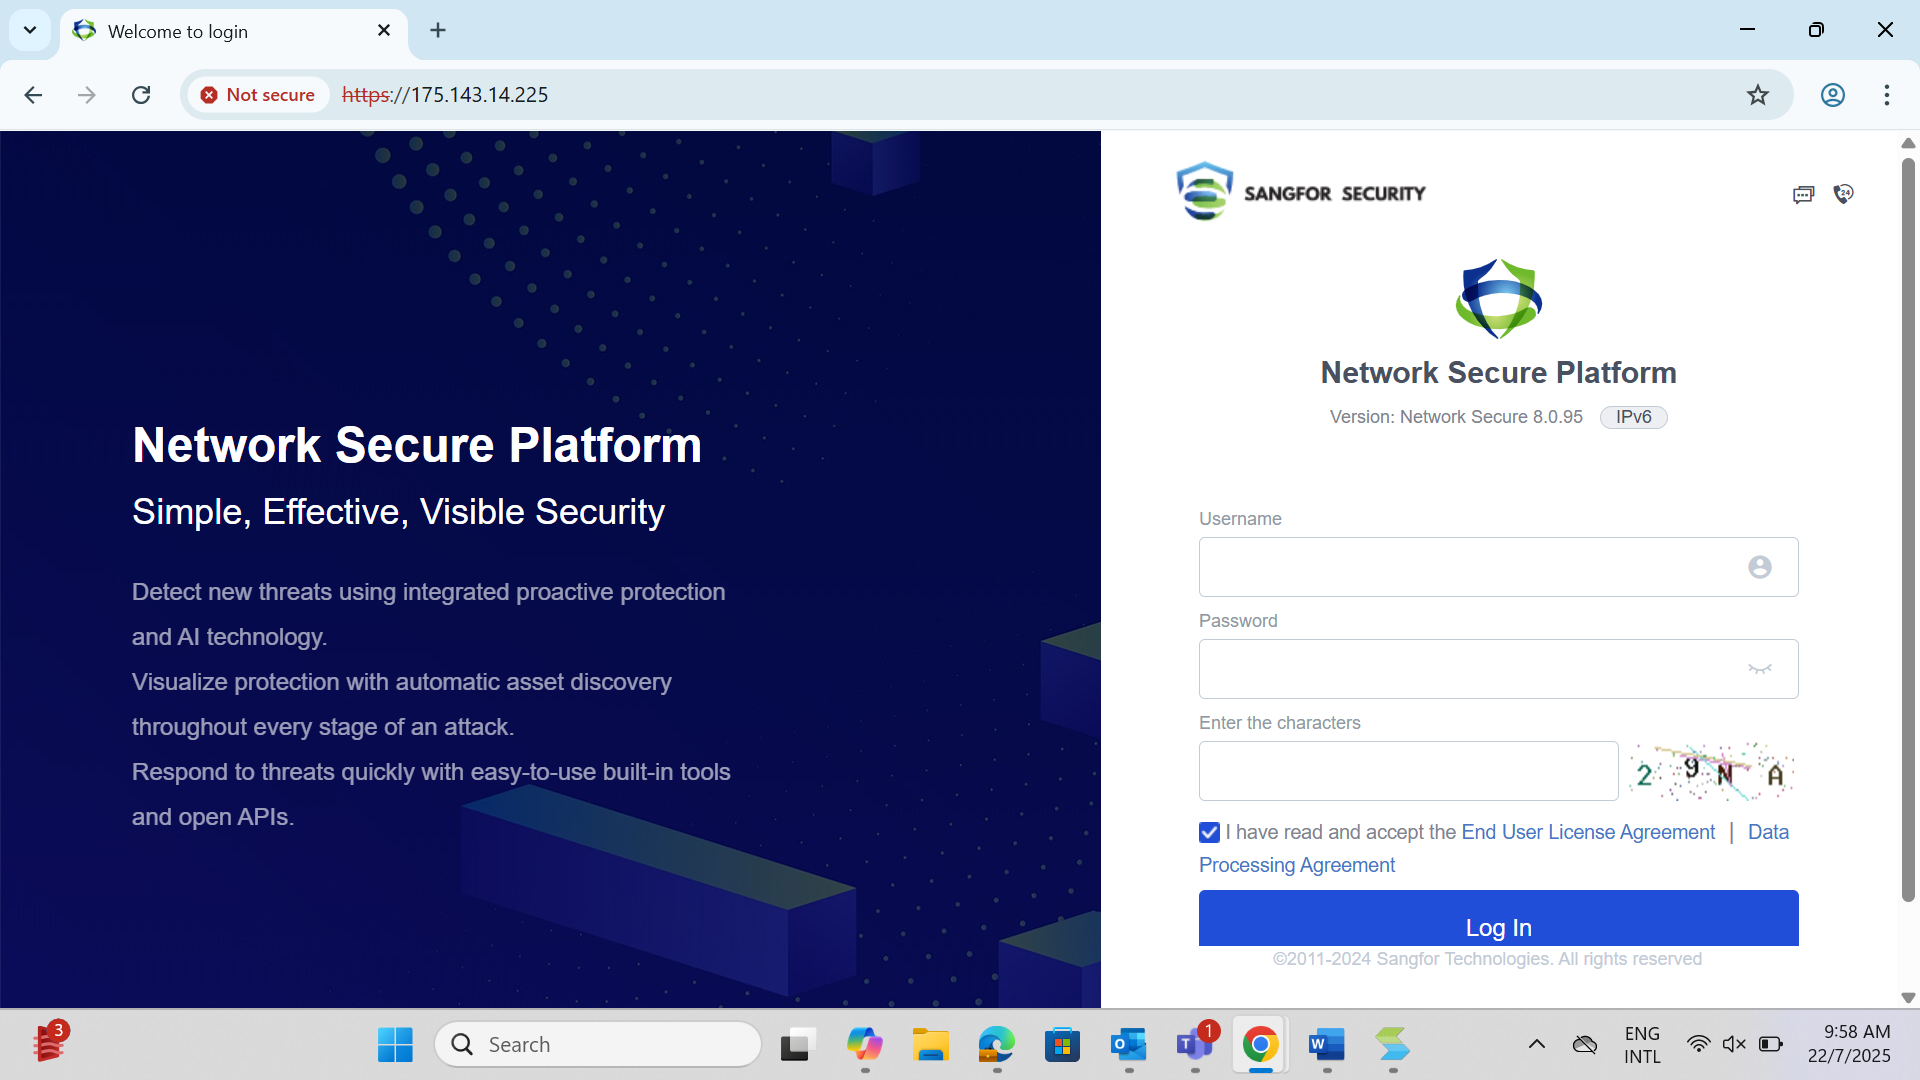 Welcome to login
Not secure
https://175.143.14.225
SANGFOR SECURITY
24
Network Secure Platform
Version: Network Secure 8.0.95
IPv6
Network Secure Platform
Simple, Effective, Visible Security
Detect new threats using integrated proactive protection
and AI technology.
Visualize protection with automatic asset discovery
throughout every stage of an attack.
Respond to threats quickly with easy-to-use built-in tools
and open APIs.
Username
Password
Enter the characters
2 9 N A
I have read and accept the End User License Agreement | Data
Processing Agreement
Log In
©2011-2024 Sangfor Technologies. All rights reserved
3
Search
1
ENG
INTL
9:58 AM
22/7/2025